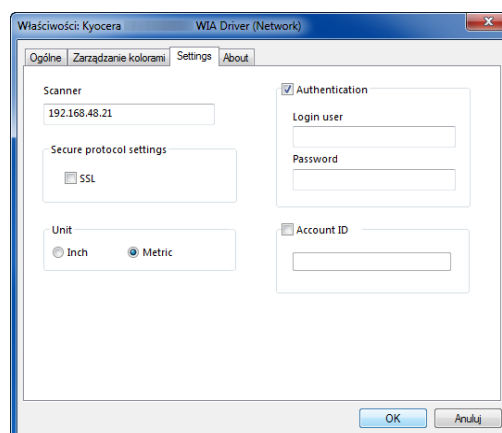 Właściwości: Kyocera WIA Driver (Network)
Ogólne Zarządzanie kolorami Settings About
Scanner
192.168.48.21
Secure protocol settings
SSL
Unit
Inch Metric
Authentication
Login user
Password
Account ID
OK Anuluj